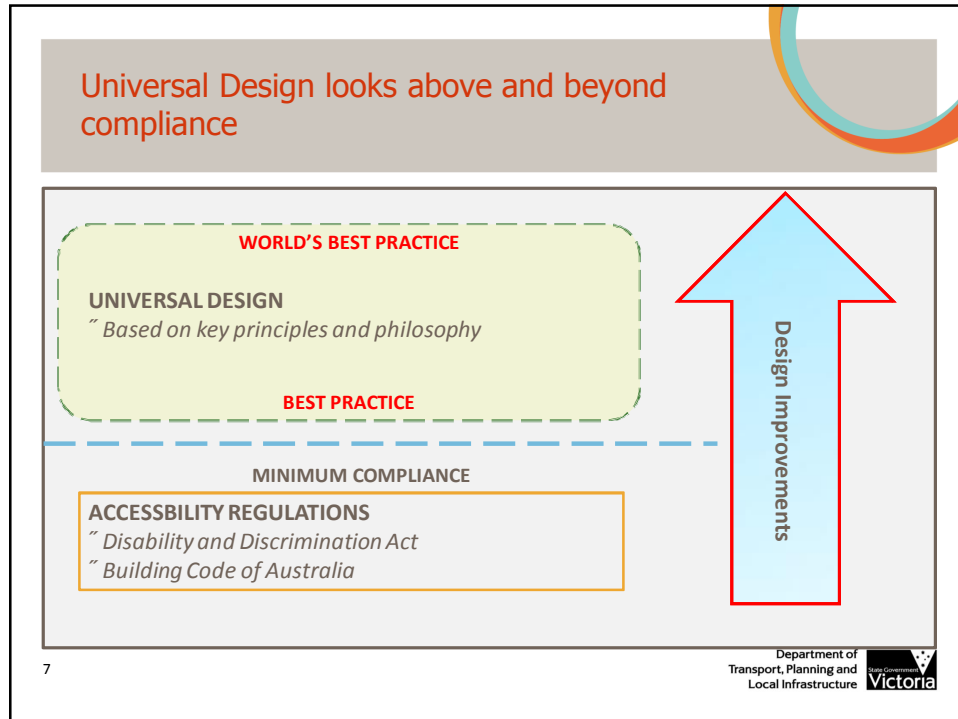 Universal Design looks above and beyond
compliance
WORLD'S BEST PRACTICE
UNIVERSAL DESIGN
˝ Based on key principles and philosophy
BEST PRACTICE
MINIMUM COMPLIANCE
ACCESSBILITY REGULATIONS
˝ Disability and Discrimination Act
˝ Building Code of Australia
Design Improvements
7
Department of
Transport, Planning and
Local Infrastructure
State Government
Victoria